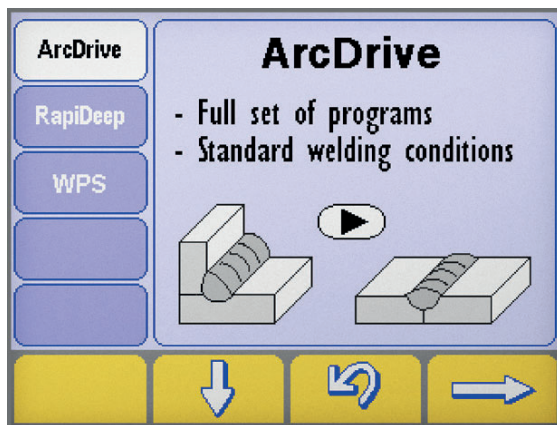 ArcDrive
RapiDeep
WPS
ArcDrive
- Full set of programs
- Standard welding conditions